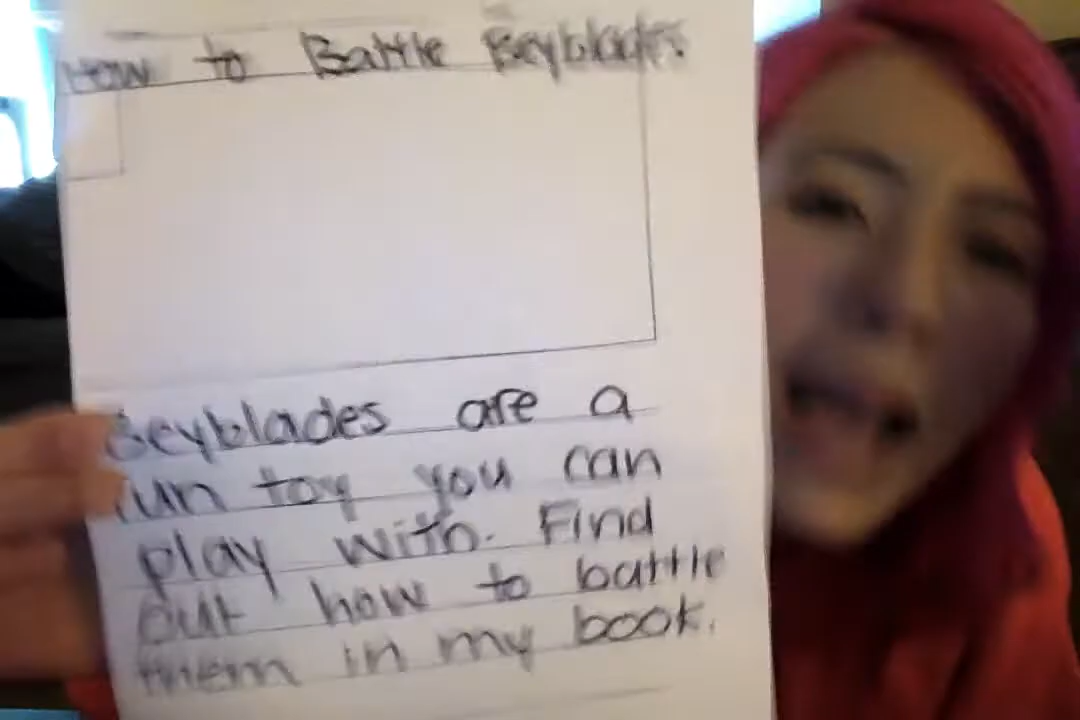 How to Battle Beyblades.
Beyblades are a
fun toy you can
play with. Find
out how to battle
them in my book.